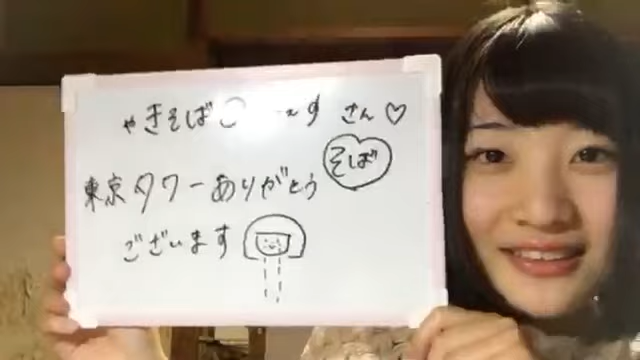 やきそば さん♡
そば
東京タワーありがとう
ございます